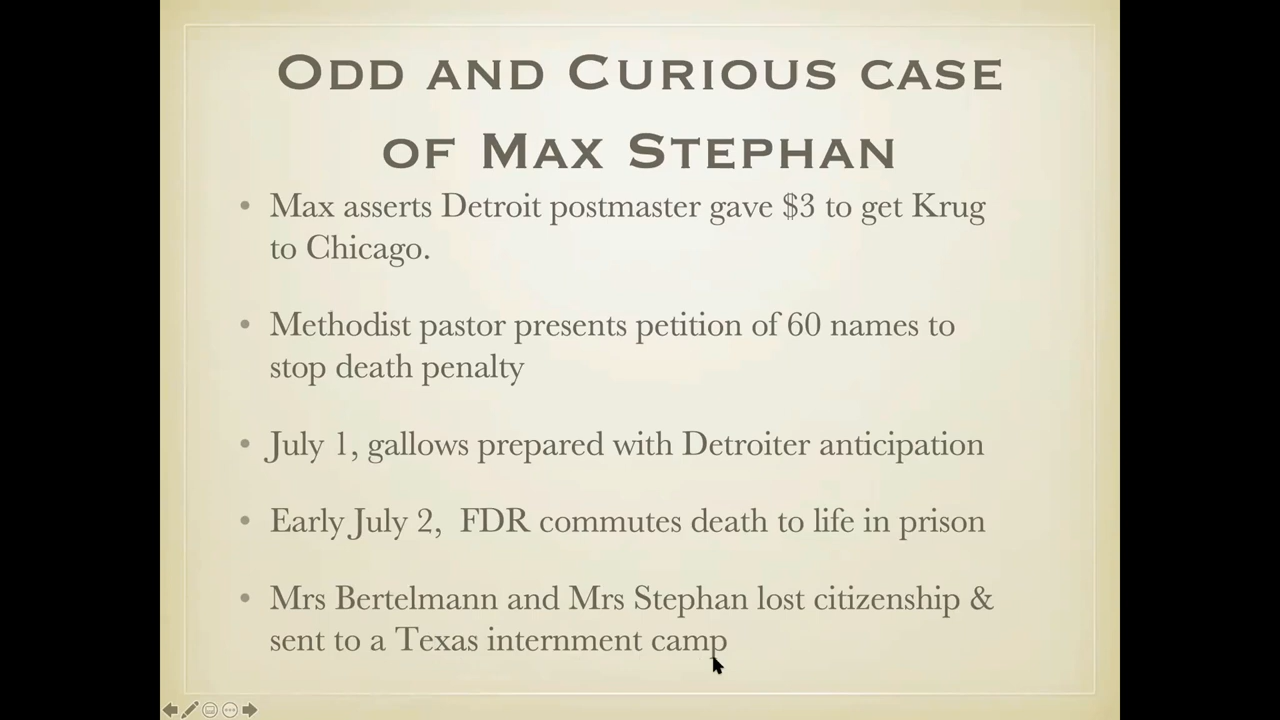 Odd and Curious case
of Max Stephan
• Max asserts Detroit postmaster gave $3 to get Krug
to Chicago.
• Methodist pastor presents petition of 60 names to
stop death penalty
• July 1, gallows prepared with Detroiter anticipation
• Early July 2,  FDR commutes death to life in prison
• Mrs Bertelmann and Mrs Stephan lost citizenship &
sent to a Texas internment camp